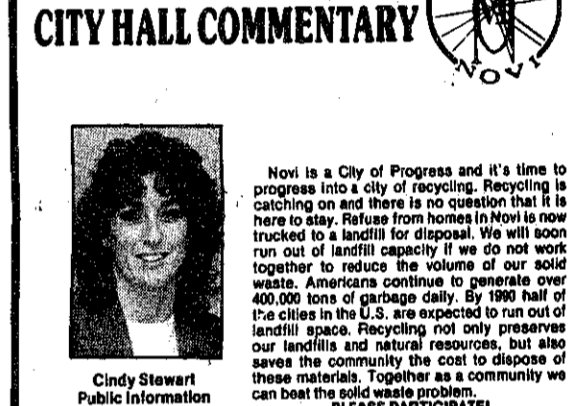 CITY HALL COMMENTARY
NOVI
Novi is a City of Progress and it's time to
progress into a city of recycling. Recycling is
catching on and there is no question that it is
here to stay. Refuse from homes in Novi is now
trucked to a landfill for disposal. We will soon
run out of landfill capacity if we do not work
together to reduce the volume of our solid
waste. Americans continue to generate over
400,000 tons of garbage daily. By 1990 half of
the cities in the U.S. are expected to run out of
landfill space. Recycling not only preserves
our landfills and natural resources, but also
saves the community the cost to dispose of
these materials. Together as a community we
can beat the solid waste problem.
PLEASE PARTICIPATE!
Cindy Stewart
Public Information